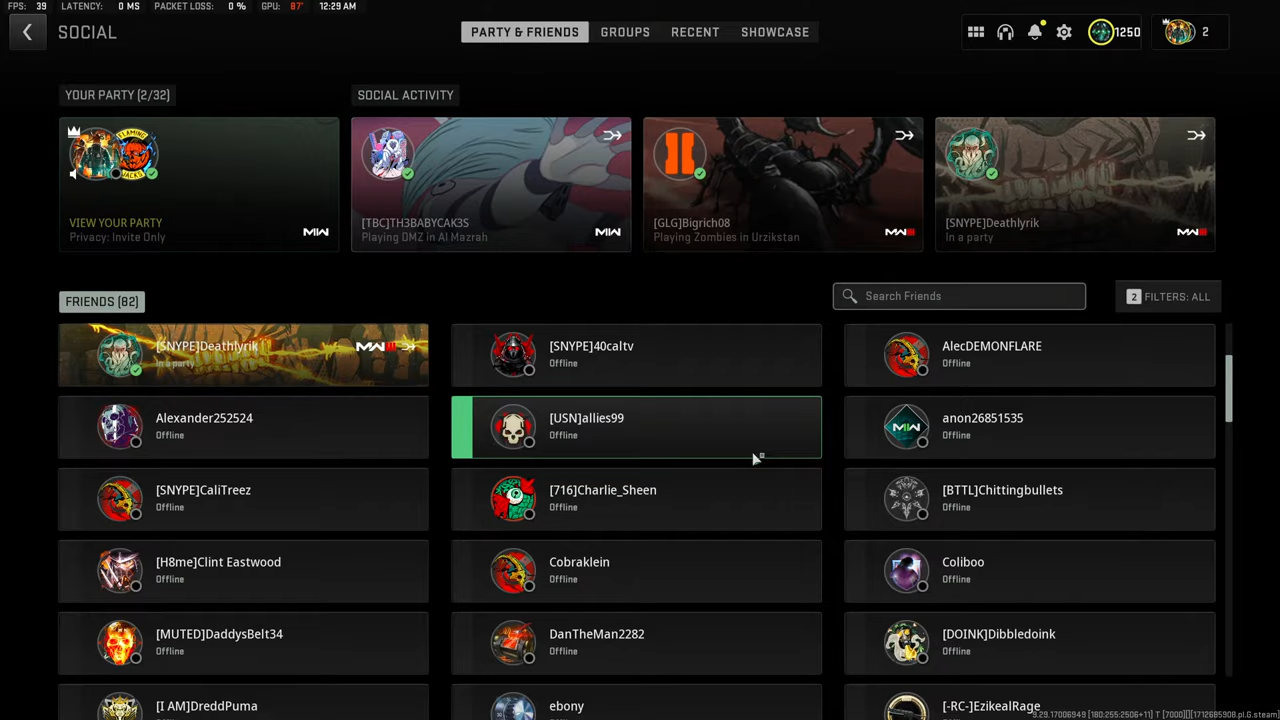 FPS: 39 LATENCY: 0 MS PACKET LOSS: 0 % GPU: 87° 12:29 AM
SOCIAL
PARTY & FRIENDS GROUPS RECENT SHOWCASE
1250 2
YOUR PARTY (2/32)
SOCIAL ACTIVITY
VIEW YOUR PARTY
Privacy: Invite Only
MW
[TBC]TH3BABYCAK3S
Playing DMZ in Al Mazrah
MW
[GLG]Bigrich08
Playing Zombies in Urzikstan
MWIII
[SNYPE]Deathlyrik
In a party
MWIII
FRIENDS (82)
Search Friends
2 FILTERS: ALL
[SNYPE]Deathlyrik
In a party
MWIII
[SNYPE]40caltv
Offline
AlecDEMONFLARE
Offline
Alexander252524
Offline
[USN]allies99
Offline
anon26851535
Offline
[SNYPE]CaliTreez
Offline
[716]Charlie_Sheen
Offline
[BTTL]Chittingbullets
Offline
[H8me]Clint Eastwood
Offline
Cobraklein
Offline
Coliboo
Offline
[MUTED]DaddysBelt34
Offline
DanTheMan2282
Offline
[DOINK]Dibbledoink
Offline
[I AM]DreddPuma
ebony
[-RC-]EzikealRage